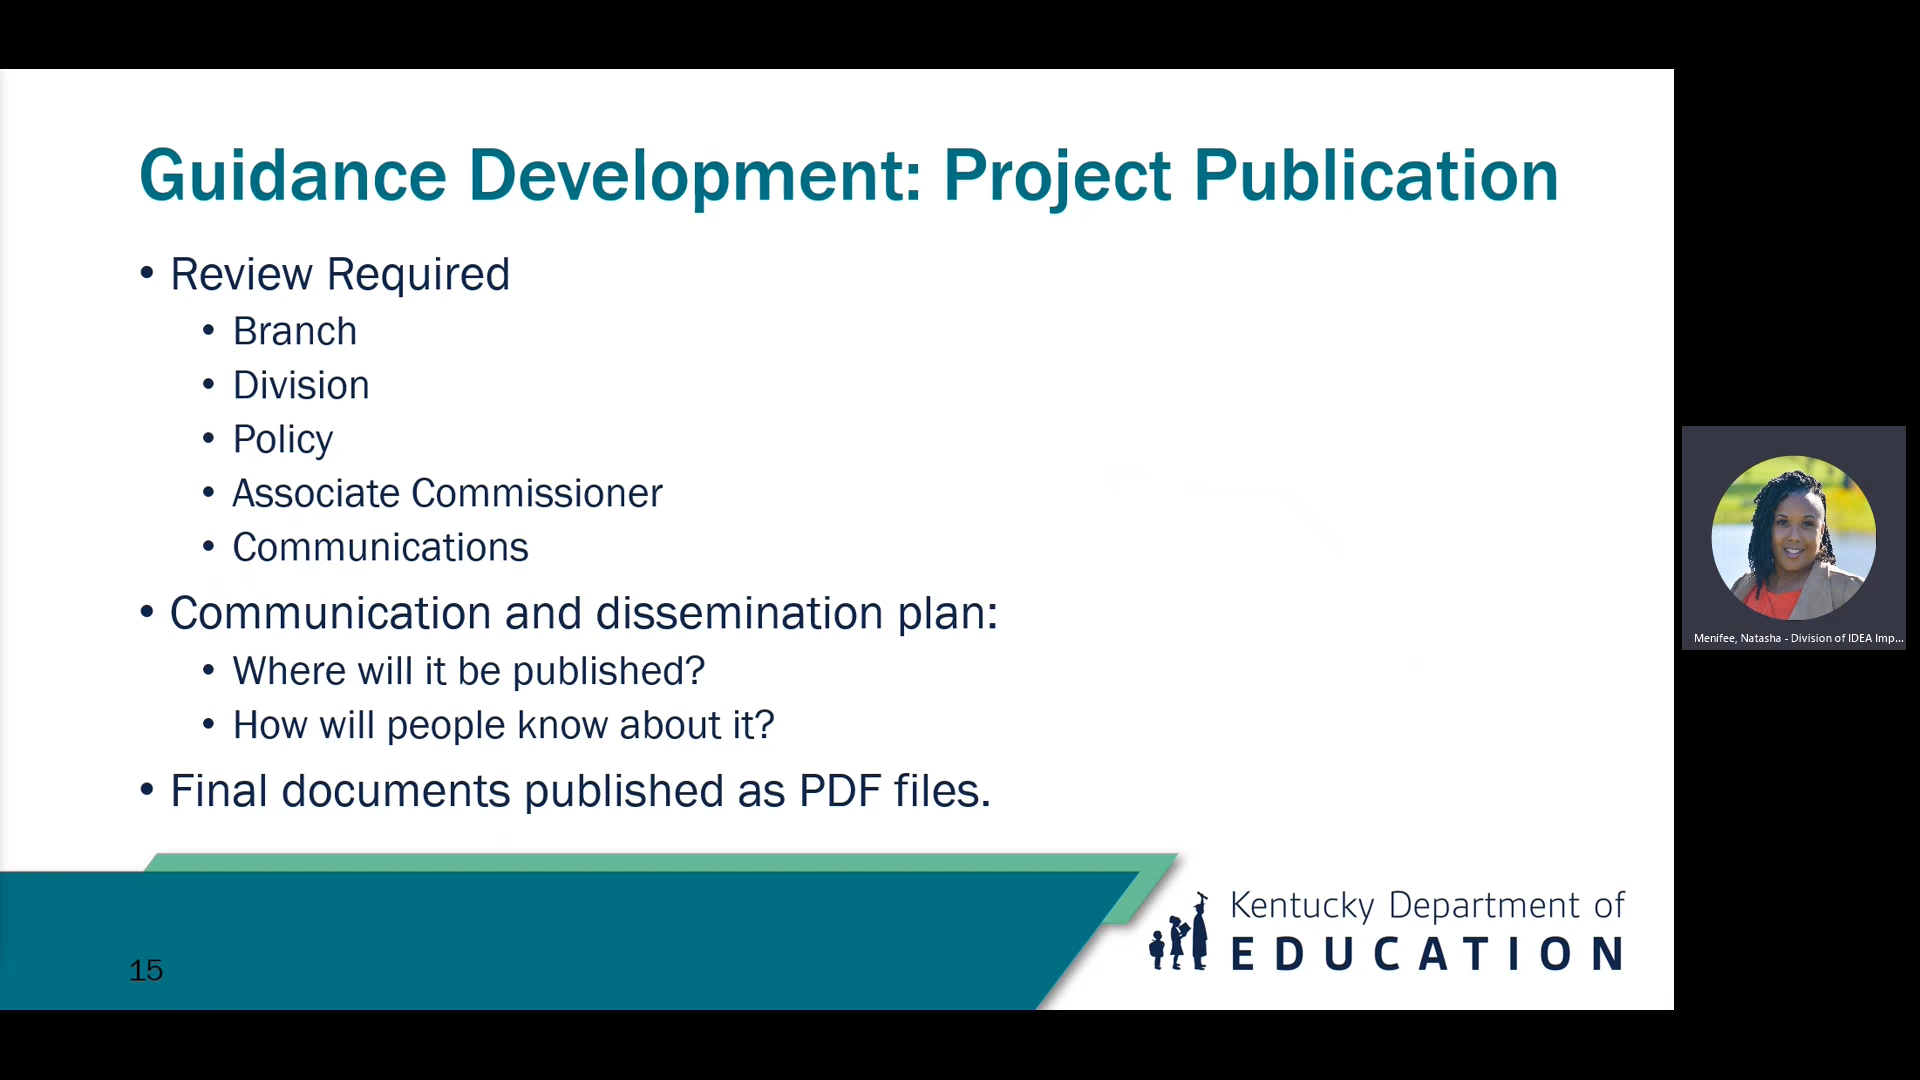 Guidance Development: Project Publication
• Review Required
• Branch
• Division
• Policy
• Associate Commissioner
• Communications
• Communication and dissemination plan:
• Where will it be published?
• How will people know about it?
• Final documents published as PDF files.
15
Kentucky Department of
EDUCATION
Menifee, Natasha - Division of IDEA Imp...